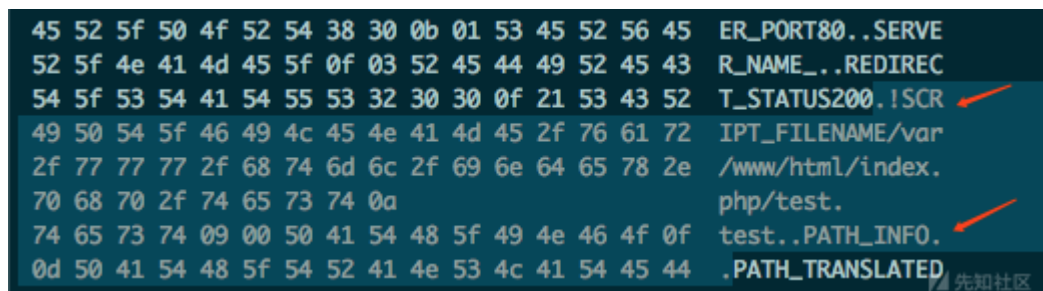 45 52 5f 50 4f 52 54 38 30 0b 01 53 45 52 56 45 ER_PORT80..SERVE
52 5f 4e 41 4d 45 5f 0f 03 52 45 44 49 52 45 43 R_NAME_..REDIREC
54 5f 53 54 41 54 55 53 32 30 30 0f 21 53 43 52 T_STATUS200.!SCR
49 50 54 5f 46 49 4c 45 4e 41 4d 45 2f 76 61 72 IPT_FILENAME/var
2f 77 77 77 2f 68 74 6d 6c 2f 69 6e 64 65 78 2e /www/html/index.
70 68 70 2f 74 65 73 74 0a php/test.
74 65 73 74 09 00 50 41 54 48 5f 49 4e 46 4f 0f test..PATH_INFO.
0d 50 41 54 48 5f 54 52 41 4e 53 4c 41 54 45 44 .PATH_TRANSLATED
先知社区